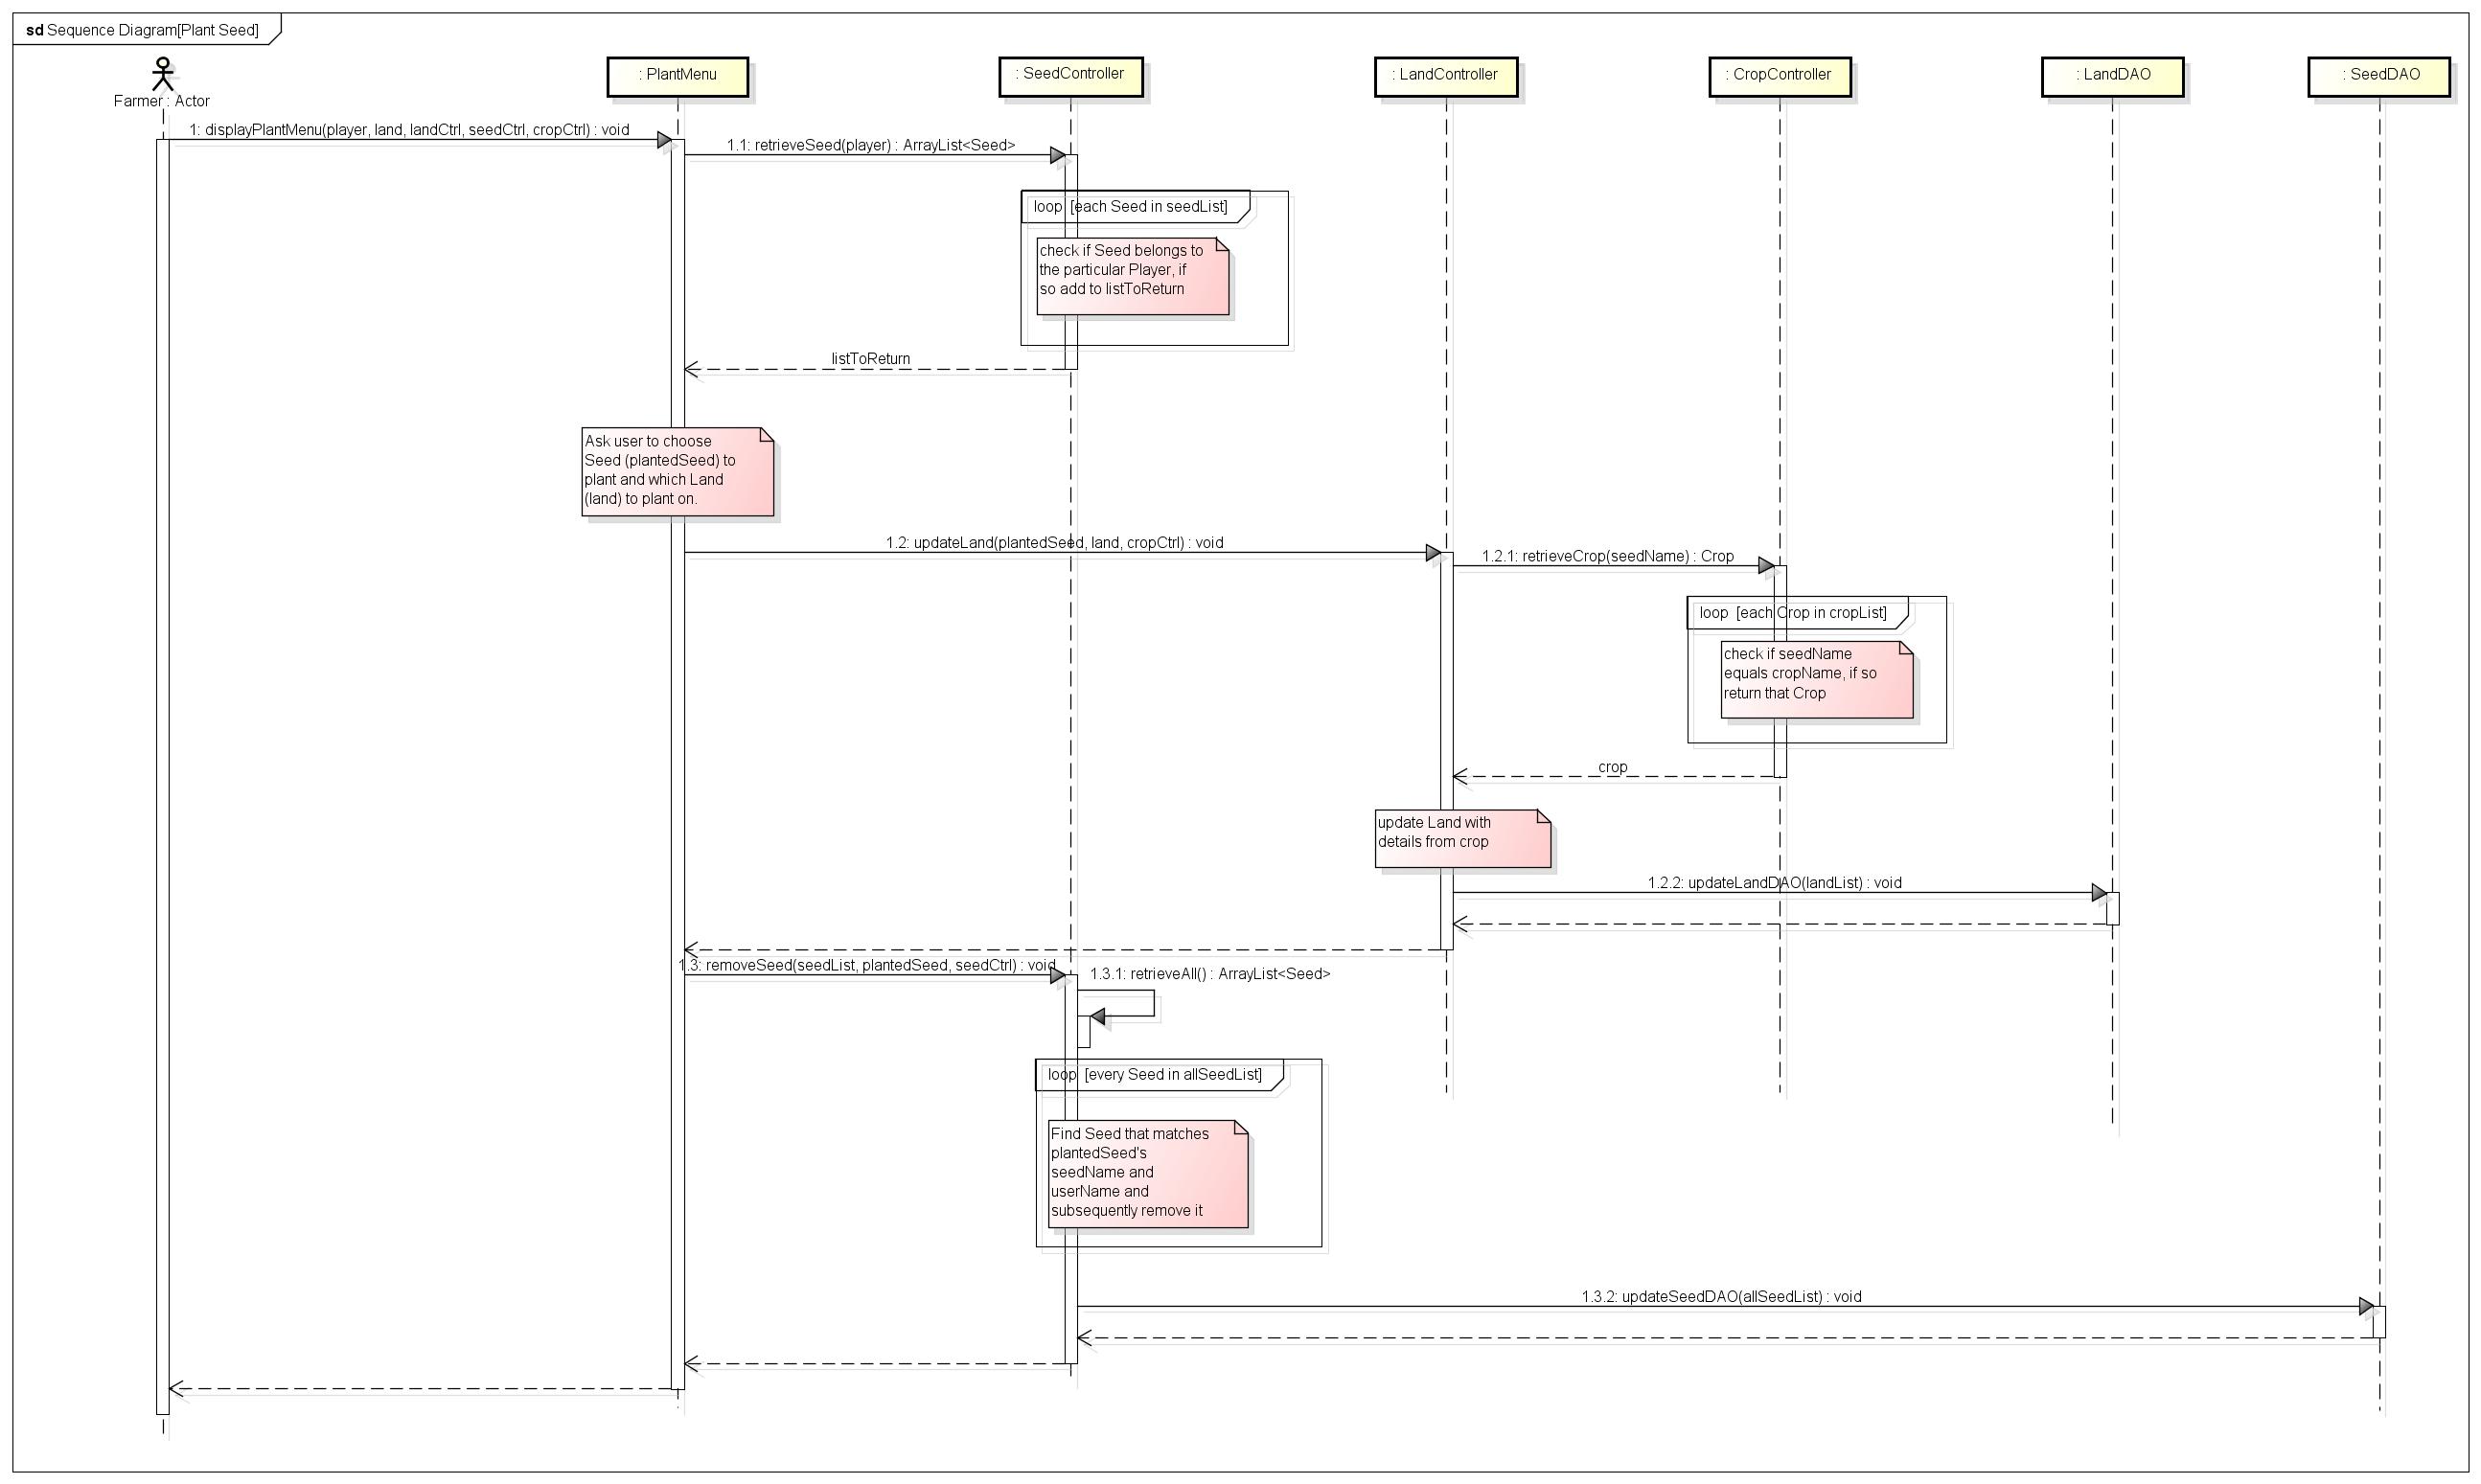 sd Sequence Diagram[Plant Seed]
Farmer : Actor
: PlantMenu
: SeedController
: LandController
: CropController
: LandDAO
: SeedDAO
1: displayPlantMenu(player, land, landCtrl, seedCtrl, cropCtrl) : void
1.1: retrieveSeed(player) : ArrayList<Seed>
loop [each Seed in seedList]
check if Seed belongs to
the particular Player, if
so add to listToReturn
listToReturn
Ask user to choose
Seed (plantedSeed) to
plant and which Land
(land) to plant on.
1.2: updateLand(plantedSeed, land, cropCtrl) : void
1.2.1: retrieveCrop(seedName) : Crop
loop [each Crop in cropList]
check if seedName
equals cropName, if so
return that Crop
crop
update Land with
details from crop
1.2.2: updateLandDAO(landList) : void
1.3: removeSeed(seedList, plantedSeed, seedCtrl) : void
1.3.1: retrieveAll() : ArrayList<Seed>
loop [every Seed in allSeedList]
Find Seed that matches
plantedSeed's
seedName and
userName and
subsequently remove it
1.3.2: updateSeedDAO(allSeedList) : void